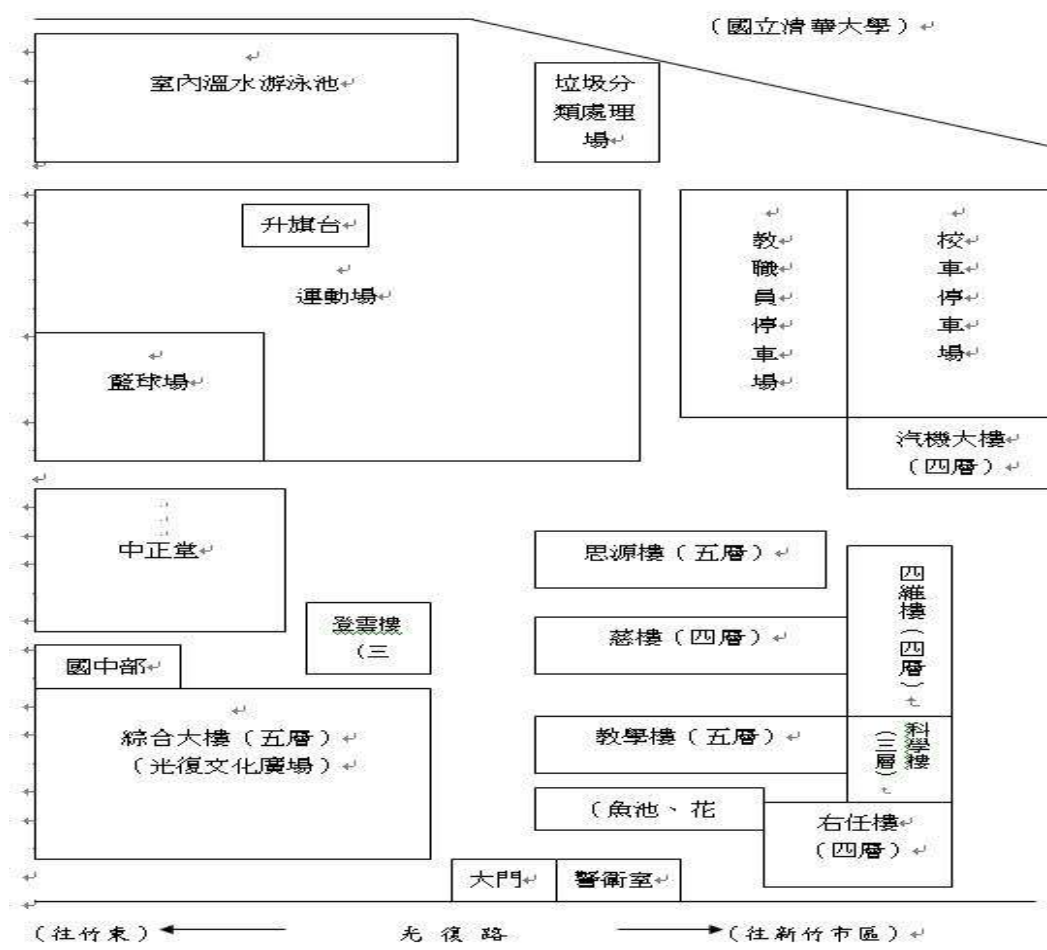 (國立清華大學)
室內溫水游泳池
垃圾分
類處理
場
升旗台
運動場
籃球場
教職員停車場
校車停車場
汽機大樓
(四層)
中正堂
思源樓(五層)
四維樓(四層)
登雲樓
(三
慈樓(四層)
國中部
綜合大樓(五層)
(光復文化廣場)
教學樓(五層)
科學樓
(三層)
(魚池、花
右任樓
(四層)
大門
警衛室
(往竹東)
光復路
(往新竹市區)